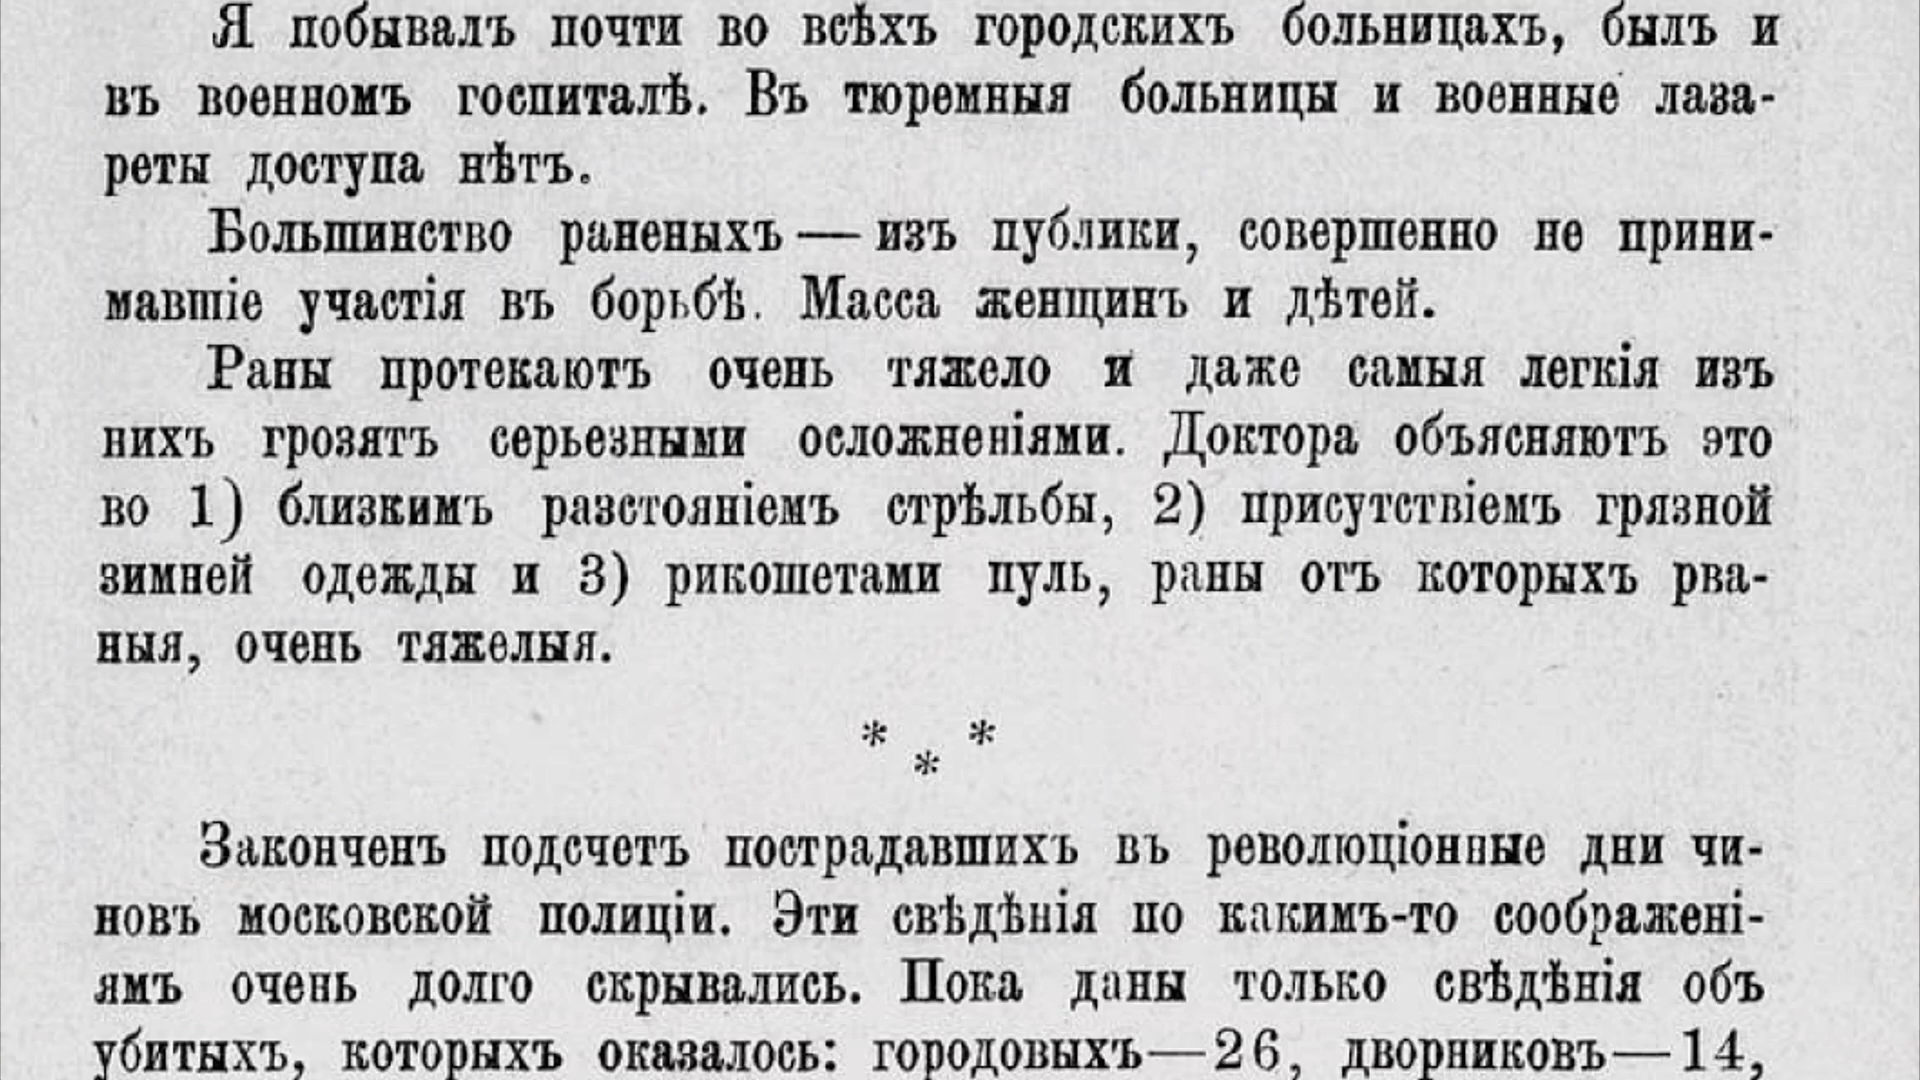 Я побывалъ почти во всѣхъ городскихъ больницахъ, былъ и
въ военномъ госпиталѣ. Въ тюремныя больницы и военные лаза-
реты доступа нѣтъ.
Большинство раненыхъ — изъ публики, совершенно не прини-
мавшіе участія въ борьбѣ. Масса женщинъ и дѣтей.
Раны протекаютъ очень тяжело и даже самыя легкія изъ
нихъ грозятъ серьезными осложненіями. Доктора объясняютъ это
во 1) близкимъ разстояніемъ стрѣльбы, 2) присутствіемъ грязной
зимней одежды и 3) рикошетами пуль, раны отъ которыхъ рва-
ныя, очень тяжелыя.
* *
*
Законченъ подсчетъ пострадавшихъ въ революціонные дни чи-
новъ московской полиціи. Эти свѣдѣнія по какимъ-то соображені-
ямъ очень долго скрывались. Пока даны только свѣдѣнія объ
убитыхъ, которыхъ оказалось: городовыхъ—26, дворниковъ—14,